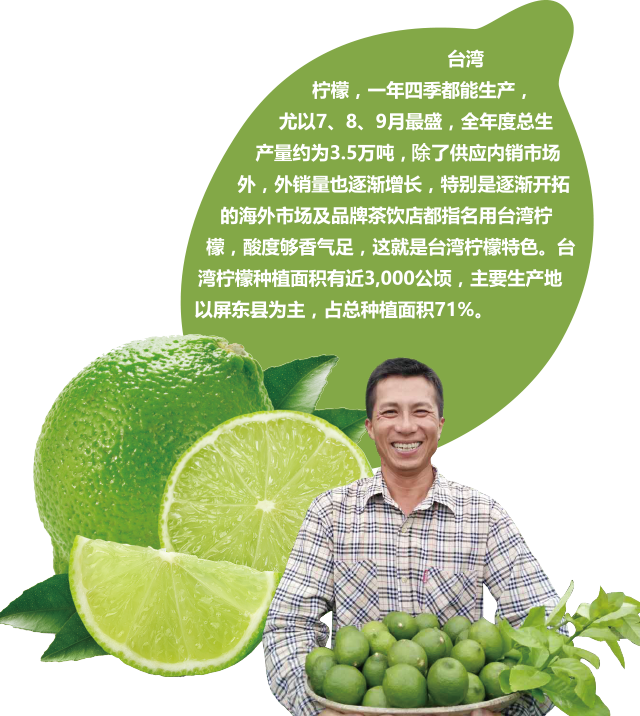 台湾
柠檬，一年四季都能生产，
尤以7、8、9月最盛，全年度总生
产量约为3.5万吨，除了供应内销市场
外，外销量也逐渐增长，特别是逐渐开拓
的海外市场及品牌茶饮店都指名用台湾柠
檬，酸度够香气足，这就是台湾柠檬特色。台
湾柠檬种植面积有近3,000公顷，主要生产地
以屏东县为主，占总种植面积71%。